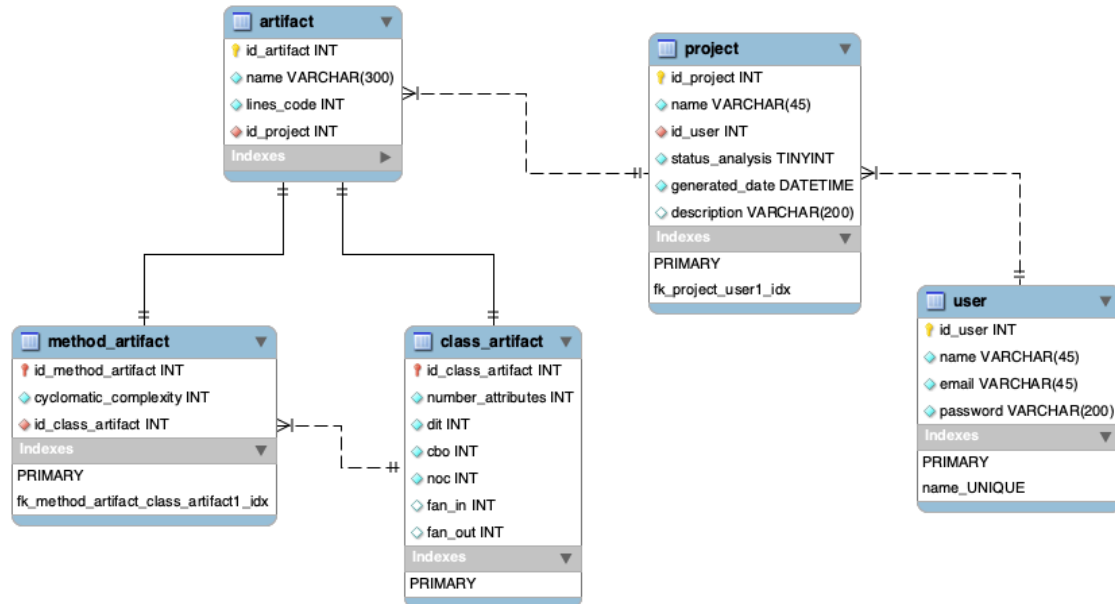 artifact
id_artifact INT
name VARCHAR(300)
lines_code INT
id_project INT
Indexes
project
id_project INT
name VARCHAR(45)
id_user INT
status_analysis TINYINT
generated_date DATETIME
description VARCHAR(200)
Indexes
PRIMARY
fk_project_user1_idx
user
id_user INT
name VARCHAR(45)
email VARCHAR(45)
password VARCHAR(200)
Indexes
PRIMARY
name_UNIQUE
method_artifact
id_method_artifact INT
cyclomatic_complexity INT
id_class_artifact INT
Indexes
PRIMARY
fk_method_artifact_class_artifact1_idx
class_artifact
id_class_artifact INT
number_attributes INT
dit INT
cbo INT
noc INT
fan_in INT
fan_out INT
Indexes
PRIMARY